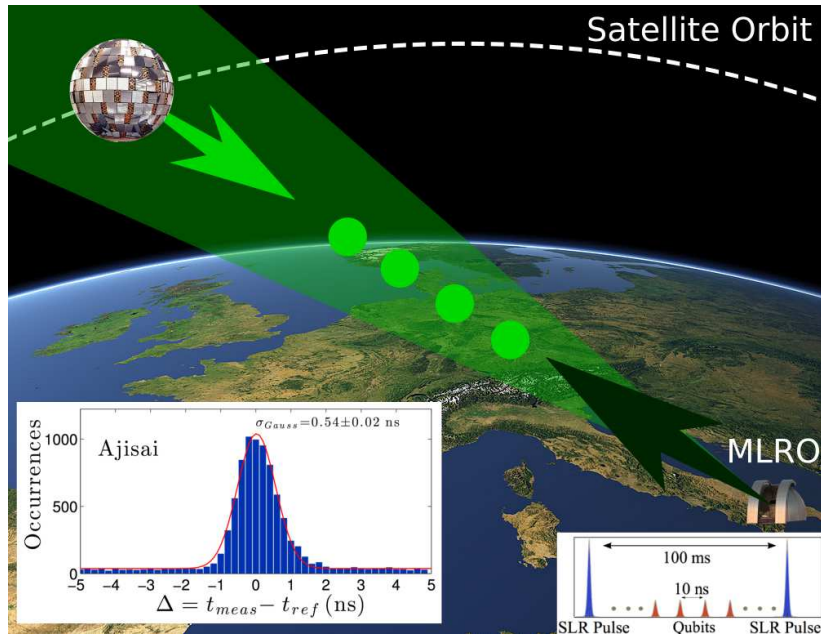 Satellite Orbit
MLRO
σGauss=0.54±0.02 ns
Ajisai
Occurrences
1000
500
0
-5 -4 -3 -2 -1 0 1 2 3 4 5
Δ = tmeas − tref (ns)
100 ms
10 ns
SLR Pulse Qubits SLR Pulse